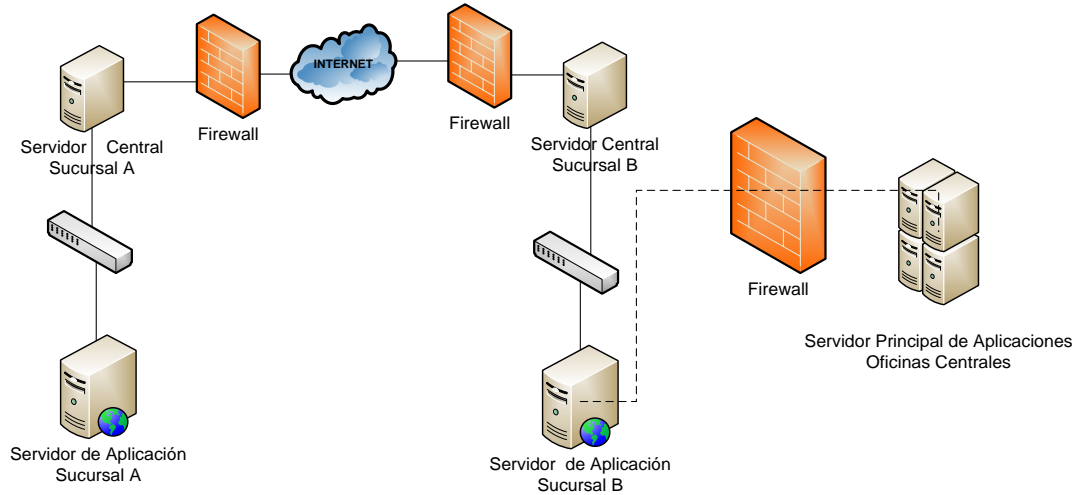 INTERNET
Firewall
Firewall
Servidor Central
Sucursal A
Servidor Central
Sucursal B
Firewall
Servidor Principal de Aplicaciones
Oficinas Centrales
Servidor de Aplicación
Sucursal A
Servidor de Aplicación
Sucursal B